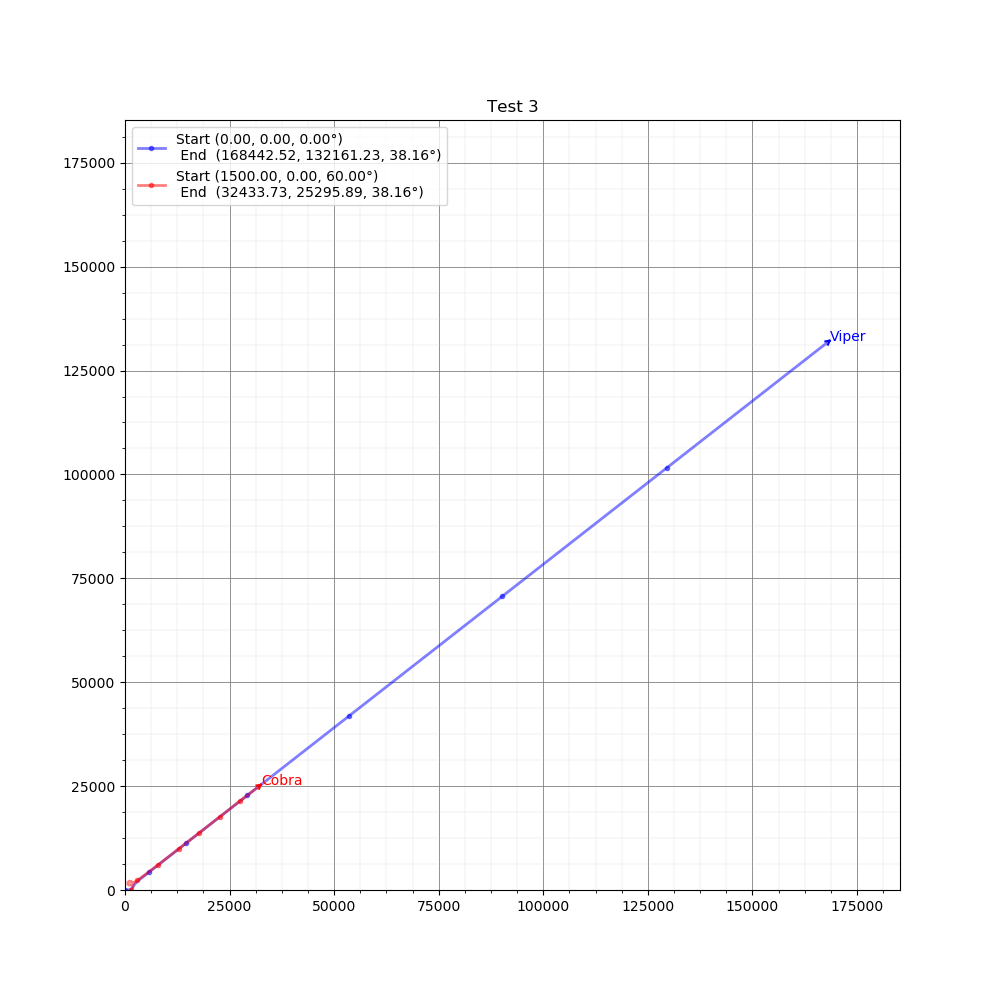 Test 3
Start (0.00, 0.00, 0.00°)
End  (168442.52, 132161.23, 38.16°)
Start (1500.00, 0.00, 60.00°)
End  (32433.73, 25295.89, 38.16°)
175000
150000
125000
100000
75000
50000
25000
0
Viper
Cobra
0 25000 50000 75000 100000 125000 150000 175000